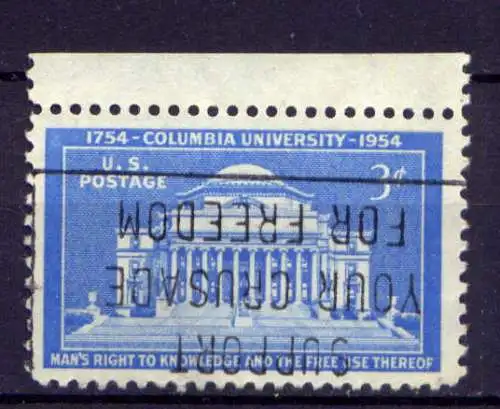 1754 - COLUMBIA UNIVERSITY - 1954
U. S.
POSTAGE
3¢
MAN'S RIGHT TO KNOWLEDGE AND THE FREE USE THEREOF
SUPPORT
YOUR CRUSADE
FOR FREEDOM